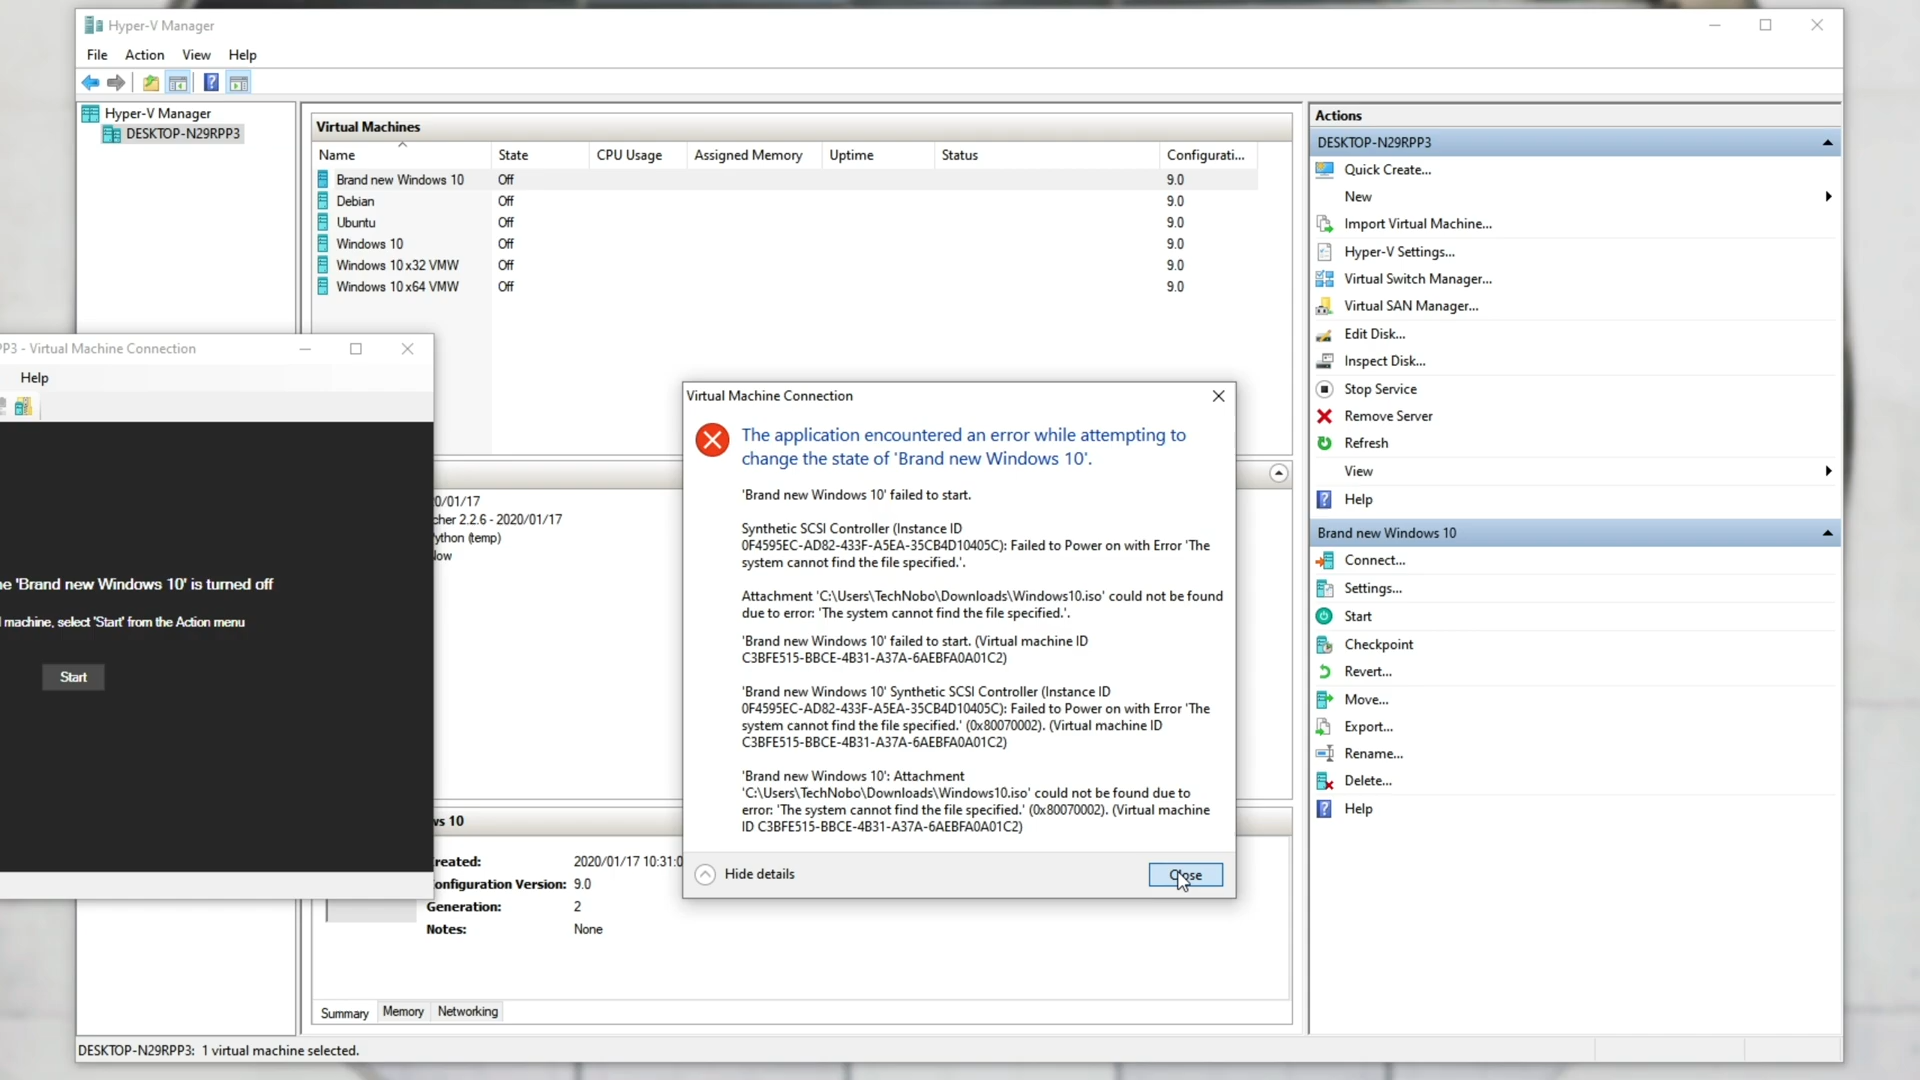 Hyper-V Manager
File Action View Help
Hyper-V Manager
DESKTOP-N29RPP3
Virtual Machines
Name State CPU Usage Assigned Memory Uptime Status Configurati...
Brand new Windows 10 Off 9.0
Debian Off 9.0
Ubuntu Off 9.0
Windows 10 Off 9.0
Windows 10 x32 VMW Off 9.0
Windows 10 x64 VMW Off 9.0
PP3 - Virtual Machine Connection
Help
'Brand new Windows 10' is turned off
machine, select 'Start' from the Action menu
Start
0/01/17
cher 2.2.6 - 2020/01/17
ython (temp)
Now
ws 10
Created: 2020/01/17 10:31:0
Configuration Version: 9.0
Generation: 2
Notes: None
Summary Memory Networking
Virtual Machine Connection
The application encountered an error while attempting to
change the state of 'Brand new Windows 10'.
'Brand new Windows 10' failed to start.
Synthetic SCSI Controller (Instance ID
0F4595EC-AD82-433F-A5EA-35CB4D10405C): Failed to Power on with Error 'The
system cannot find the file specified.'.
Attachment 'C:\Users\TechNobo\Downloads\Windows10.iso' could not be found
due to error: 'The system cannot find the file specified.'.
'Brand new Windows 10' failed to start. (Virtual machine ID
C3BFE515-BBCE-4B31-A37A-6AEBFA0A01C2)
'Brand new Windows 10' Synthetic SCSI Controller (Instance ID
0F4595EC-AD82-433F-A5EA-35CB4D10405C): Failed to Power on with Error 'The
system cannot find the file specified.' (0x80070002). (Virtual machine ID
C3BFE515-BBCE-4B31-A37A-6AEBFA0A01C2)
'Brand new Windows 10': Attachment
'C:\Users\TechNobo\Downloads\Windows10.iso' could not be found due to
error: 'The system cannot find the file specified.' (0x80070002). (Virtual machine
ID C3BFE515-BBCE-4B31-A37A-6AEBFA0A01C2)
Hide details
Close
Actions
DESKTOP-N29RPP3
Quick Create...
New
Import Virtual Machine...
Hyper-V Settings...
Virtual Switch Manager...
Virtual SAN Manager...
Edit Disk...
Inspect Disk...
Stop Service
Remove Server
Refresh
View
Help
Brand new Windows 10
Connect...
Settings...
Start
Checkpoint
Revert...
Move...
Export...
Rename...
Delete...
Help
DESKTOP-N29RPP3: 1 virtual machine selected.